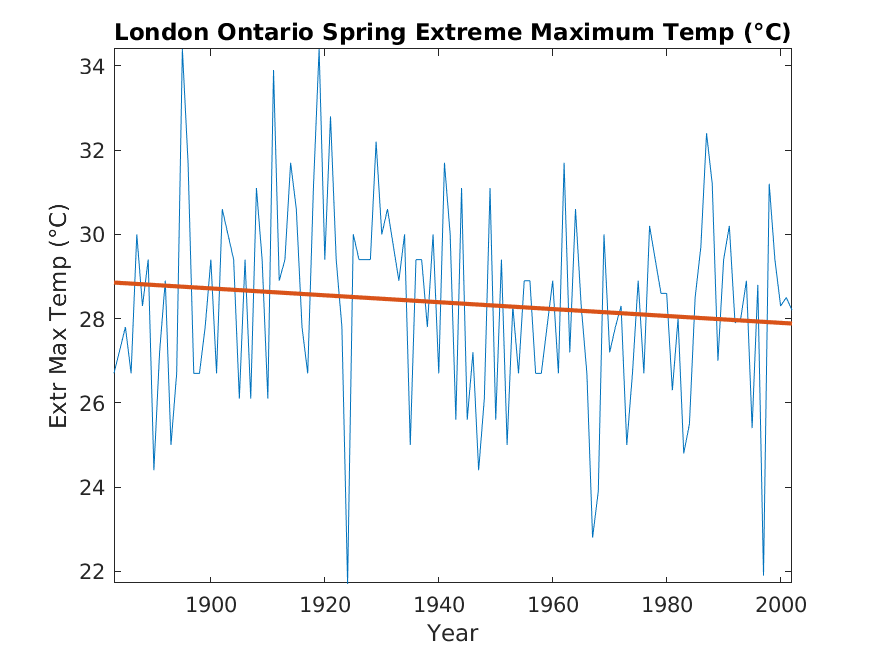 London Ontario Spring Extreme Maximum Temp (°C)
34
32
30
28
26
24
22
Extr Max Temp (°C)
1900 1920 1940 1960 1980 2000
Year